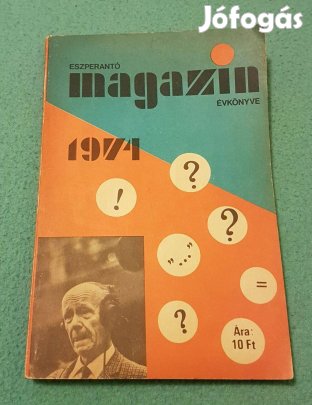 Jófogás
ESZPERANTÓ
magazin
ÉVKÖNYVE
1974
?
!
?
„...”
=
?
Ára:
10 Ft